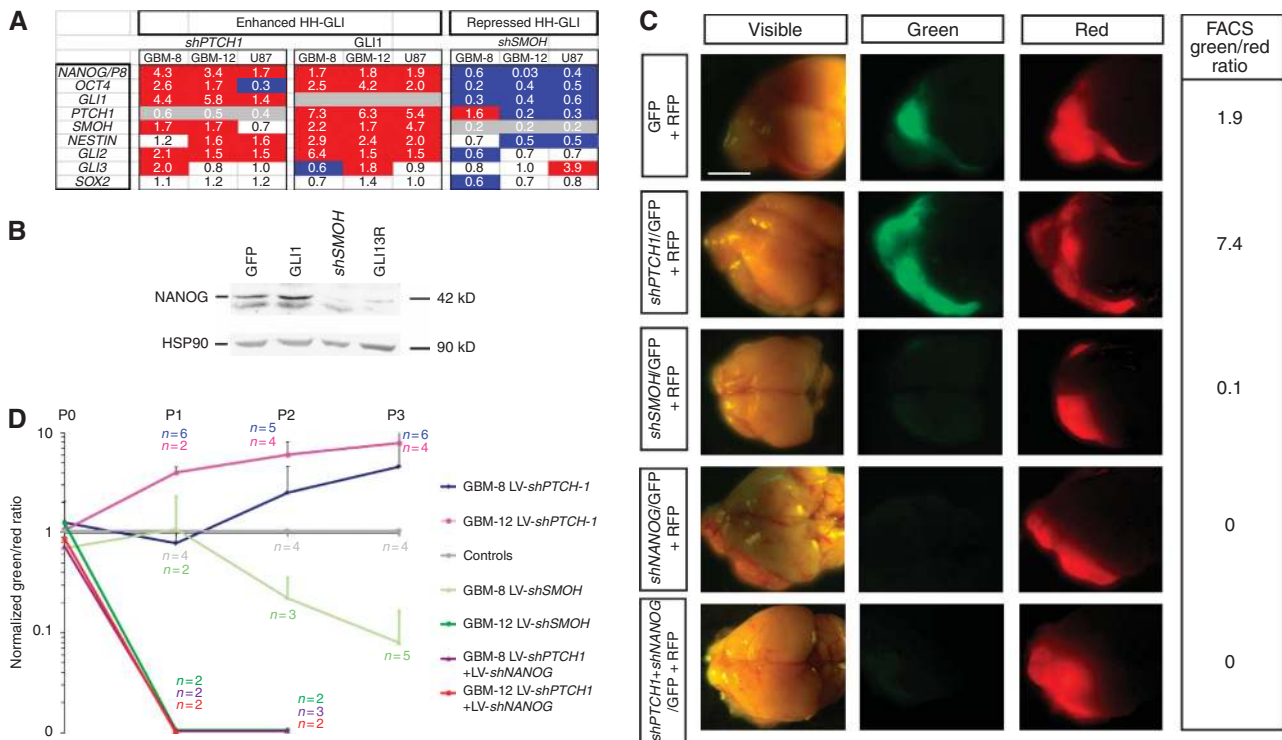 A
Enhanced HH-GLI Repressed HH-GLI
shPTCH1 GLI1 shSMOH
GBM-8 GBM-12 U87 GBM-8 GBM-12 U87 GBM-8 GBM-12 U87
NANOG/P8 4.3 3.4 1.7 1.7 1.8 1.9 0.6 0.03 0.4
OCT4 2.6 1.7 0.3 2.5 4.2 2.0 0.2 0.4 0.5
GLI1 4.4 5.8 1.4 0.3 0.4 0.6
PTCH1 0.6 0.5 0.4 7.3 6.3 5.4 1.6 0.2 0.3
SMOH 1.7 1.7 0.7 2.2 1.7 4.7 0.2 0.2 0.2
NESTIN 1.2 1.6 1.6 2.9 2.4 2.0 0.7 0.5 0.5
GLI2 2.1 1.5 1.5 6.4 1.5 1.5 0.6 0.7 0.7
GLI3 2.0 0.8 1.0 0.6 1.8 0.9 0.8 1.0 3.9
SOX2 1.1 1.2 1.2 0.7 1.4 1.0 0.6 0.7 0.8
B
GFP GLI1 shSMOH GLI13R
NANOG 42 kD
HSP90 90 kD
C
Visible Green Red FACS
green/red
ratio
GFP
+ RFP
1.9
shPTCH1/GFP
+ RFP
7.4
shSMOH/GFP
+ RFP
0.1
shNANOG/GFP
+ RFP
0
shPTCH1+shNANOG
/GFP + RFP
0
D
P0 P1 P2 P3
Normalized green/red ratio
10
1
0.1
0
n=6
n=2
n=5
n=4
n=6
n=4
n=4
n=2
n=4
n=4
n=3
n=5
n=2
n=2
n=2
n=2
n=3
n=2
GBM-8 LV-shPTCH-1
GBM-12 LV-shPTCH-1
Controls
GBM-8 LV-shSMOH
GBM-12 LV-shSMOH
GBM-8 LV-shPTCH1
+LV-shNANOG
GBM-12 LV-shPTCH1
+LV-shNANOG